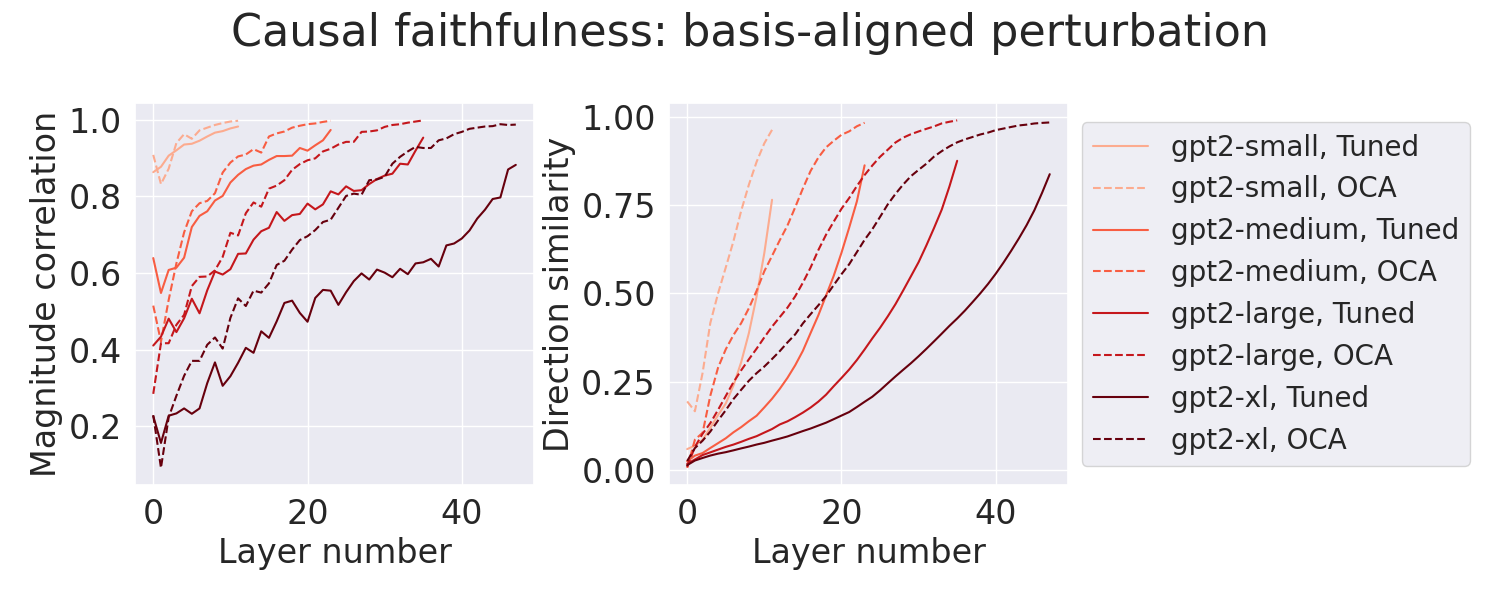 Causal faithfulness: basis-aligned perturbation
Magnitude correlation
1.0
0.8
0.6
0.4
0.2
0
20
40
Layer number
Direction similarity
1.00
0.75
0.50
0.25
0.00
0
20
40
Layer number
gpt2-small, Tuned
gpt2-small, OCA
gpt2-medium, Tuned
gpt2-medium, OCA
gpt2-large, Tuned
gpt2-large, OCA
gpt2-xl, Tuned
gpt2-xl, OCA